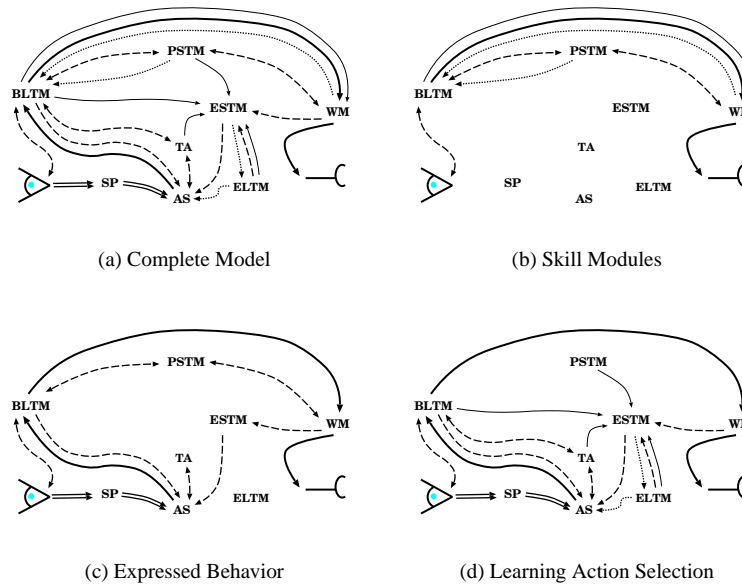 PSTM
BLTM
ESTM
WM
TA
SP
ELTM
AS
(a) Complete Model
PSTM
BLTM
ESTM
WM
TA
SP
ELTM
AS
(b) Skill Modules
PSTM
BLTM
ESTM
WM
TA
SP
ELTM
AS
(c) Expressed Behavior
PSTM
BLTM
ESTM
TA
SP
ELTM
AS
(d) Learning Action Selection